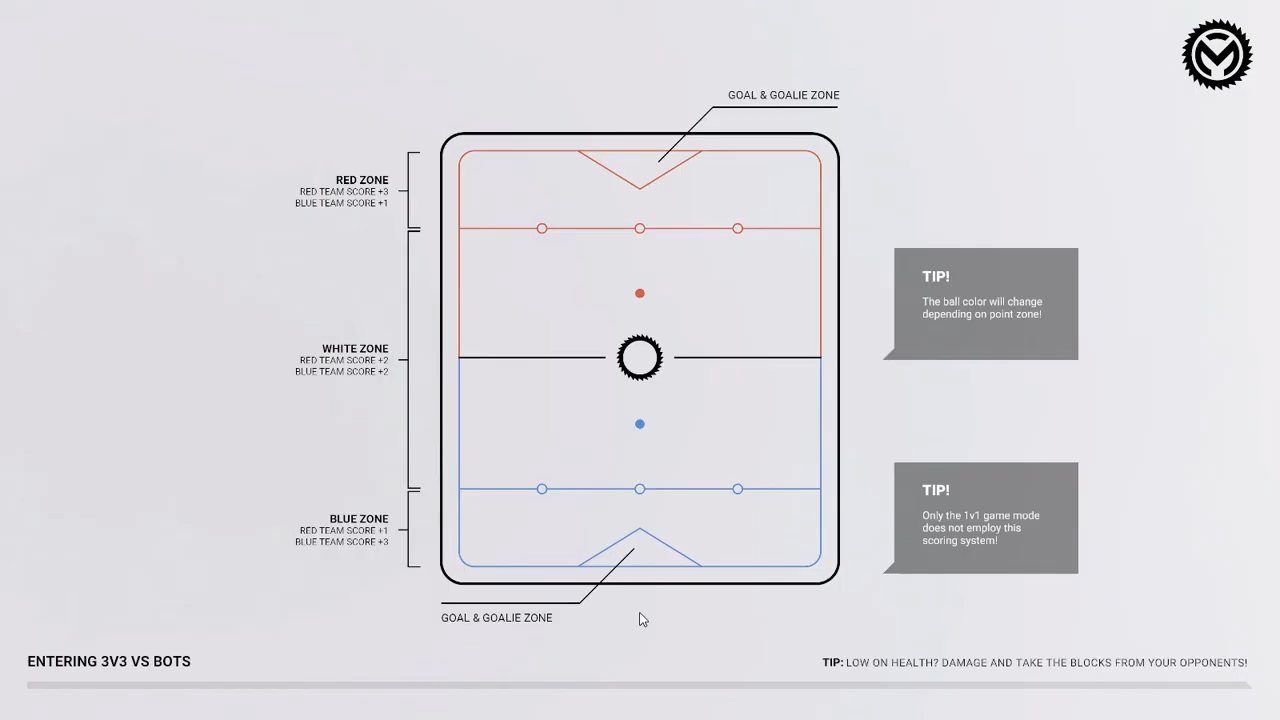 GOAL & GOALIE ZONE
RED ZONE
RED TEAM SCORE +3
BLUE TEAM SCORE +1
WHITE ZONE
RED TEAM SCORE +2
BLUE TEAM SCORE +2
BLUE ZONE
RED TEAM SCORE +1
BLUE TEAM SCORE +3
GOAL & GOALIE ZONE
TIP!
The ball color will change
depending on point zone!
TIP!
Only the 1v1 game mode
does not employ this
scoring system!
ENTERING 3V3 VS BOTS
TIP: LOW ON HEALTH? DAMAGE AND TAKE THE BLOCKS FROM YOUR OPPONENTS!